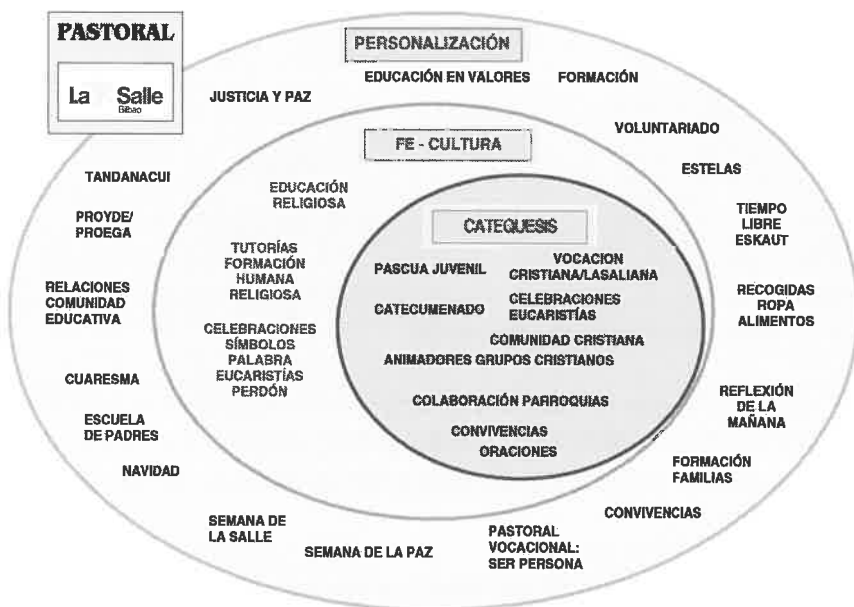 PASTORAL
La Salle
Bilbao
PERSONALIZACIÓN
EDUCACIÓN EN VALORES
FORMACIÓN
JUSTICIA Y PAZ
VOLUNTARIADO
ESTELAS
TIEMPO
LIBRE
ESKAUT
RECOGIDAS
ROPA
ALIMENTOS
REFLEXIÓN
DE LA
MAÑANA
FORMACIÓN
FAMILIAS
CONVIVENCIAS
PASTORAL
VOCACIONAL:
SER PERSONA
SEMANA DE LA PAZ
SEMANA DE
LA SALLE
NAVIDAD
ESCUELA
DE PADRES
CUARESMA
RELACIONES
COMUNIDAD
EDUCATIVA
PROYDE/
PROEGA
TANDANACUI
FE - CULTURA
EDUCACIÓN
RELIGIOSA
TUTORÍAS
FORMACIÓN
HUMANA
RELIGIOSA
CELEBRACIONES
SÍMBOLOS
PALABRA
EUCARISTÍAS
PERDÓN
CATEQUESIS
PASCUA JUVENIL
VOCACION
CRISTIANA/LASALIANA
CATECUMENADO
CELEBRACIONES
EUCARISTÍAS
COMUNIDAD CRISTIANA
ANIMADORES GRUPOS CRISTIANOS
COLABORACIÓN PARROQUIAS
CONVIVENCIAS
ORACIONES